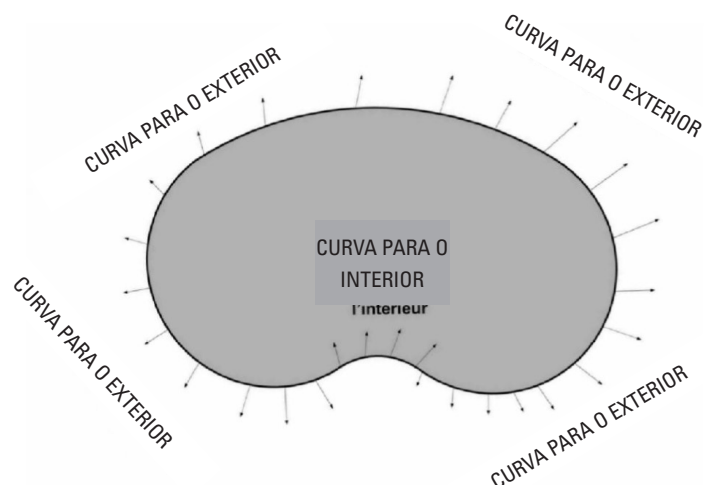 CURVA PARA O EXTERIOR
CURVA PARA O EXTERIOR
CURVA PARA O
INTERIOR
l'intérieur
CURVA PARA O EXTERIOR
CURVA PARA O EXTERIOR